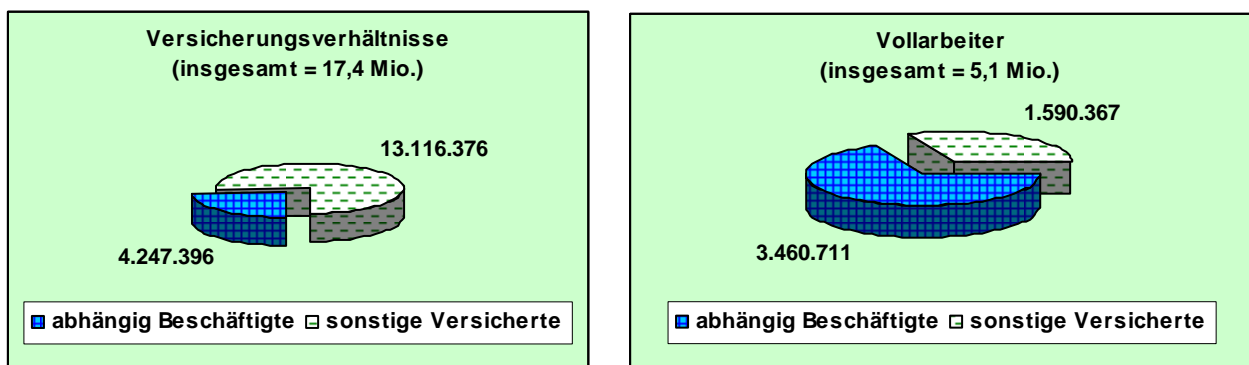 Versicherungsverhältnisse
(insgesamt = 17,4 Mio.)
13.116.376
4.247.396
abhängig Beschäftigte sonstige Versicherte
Vollarbeiter
(insgesamt = 5,1 Mio.)
1.590.367
3.460.711
abhängig Beschäftigte sonstige Versicherte